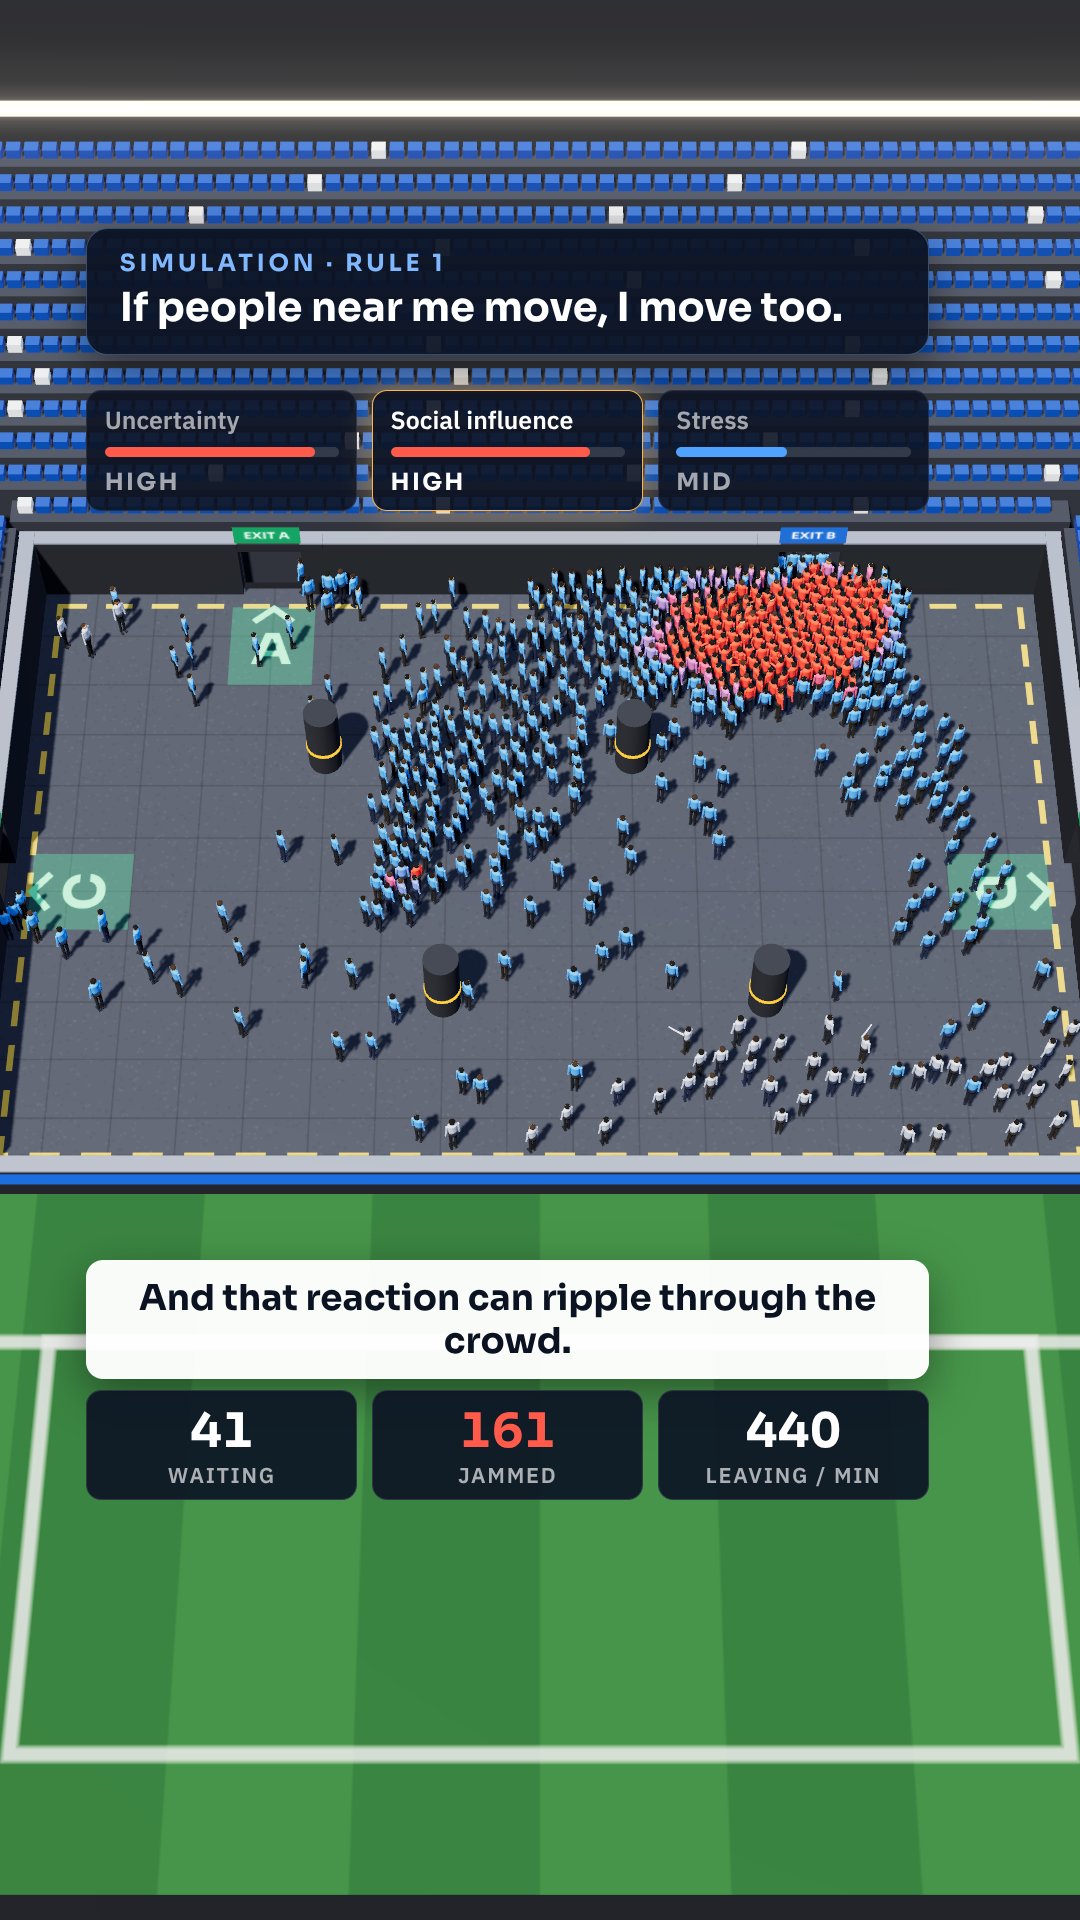 SIMULATION · RULE 1
If people near me move, I move too.
Uncertainty
HIGH
Social influence
HIGH
Stress
MID
EXIT A
EXIT B
A
C
D
And that reaction can ripple through the
crowd.
41
WAITING
161
JAMMED
440
LEAVING / MIN